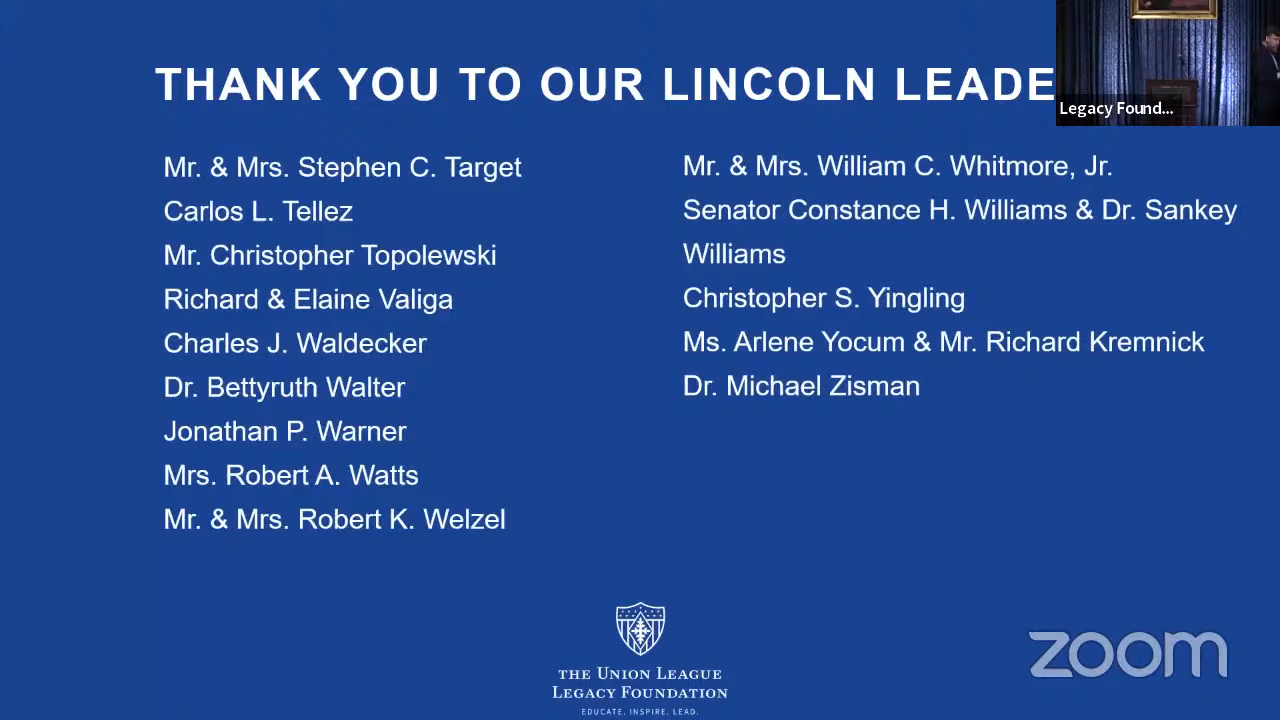 THANK YOU TO OUR LINCOLN LEADE
Legacy Found...
Mr. & Mrs. Stephen C. Target
Carlos L. Tellez
Mr. Christopher Topolewski
Richard & Elaine Valiga
Charles J. Waldecker
Dr. Bettyruth Walter
Jonathan P. Warner
Mrs. Robert A. Watts
Mr. & Mrs. Robert K. Welzel
Mr. & Mrs. William C. Whitmore, Jr.
Senator Constance H. Williams & Dr. Sankey
Williams
Christopher S. Yingling
Ms. Arlene Yocum & Mr. Richard Kremnick
Dr. Michael Zisman
THE UNION LEAGUE
LEGACY FOUNDATION
EDUCATE. INSPIRE. LEAD.
zoom